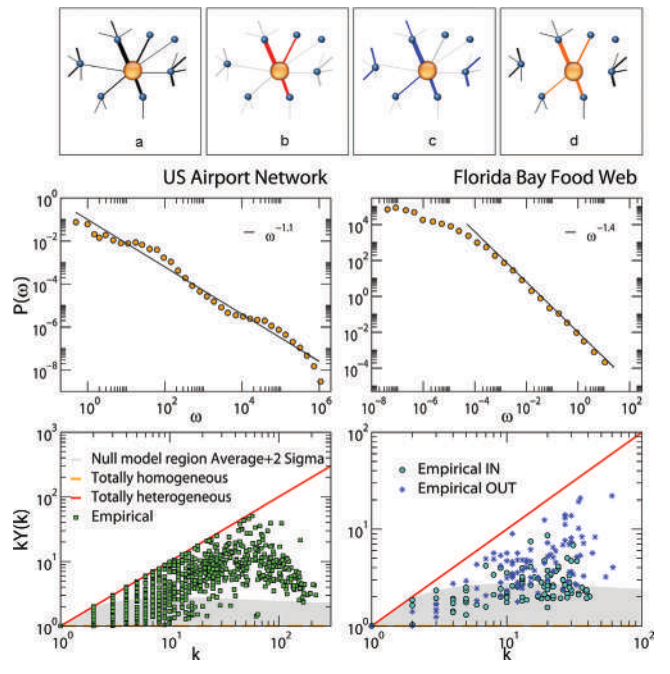 a
b
c
d
US Airport Network
Florida Bay Food Web
10^0
10^-2
10^-4
10^-6
10^-8
P(ω)
— ω^-1.1
10^0
10^2
10^4
10^6
ω
10^4
10^2
10^0
10^-2
10^-4
— ω^-1.4
10^-8
10^-6
10^-4
10^-2
10^0
10^2
ω
10^3
10^2
10^1
10^0
kY(k)
Null model region Average+2 Sigma
Totally homogeneous
Totally heterogeneous
Empirical
10^0
10^1
10^2
k
10^2
10^1
10^0
Empirical IN
Empirical OUT
10^0
10^1
10^2
k